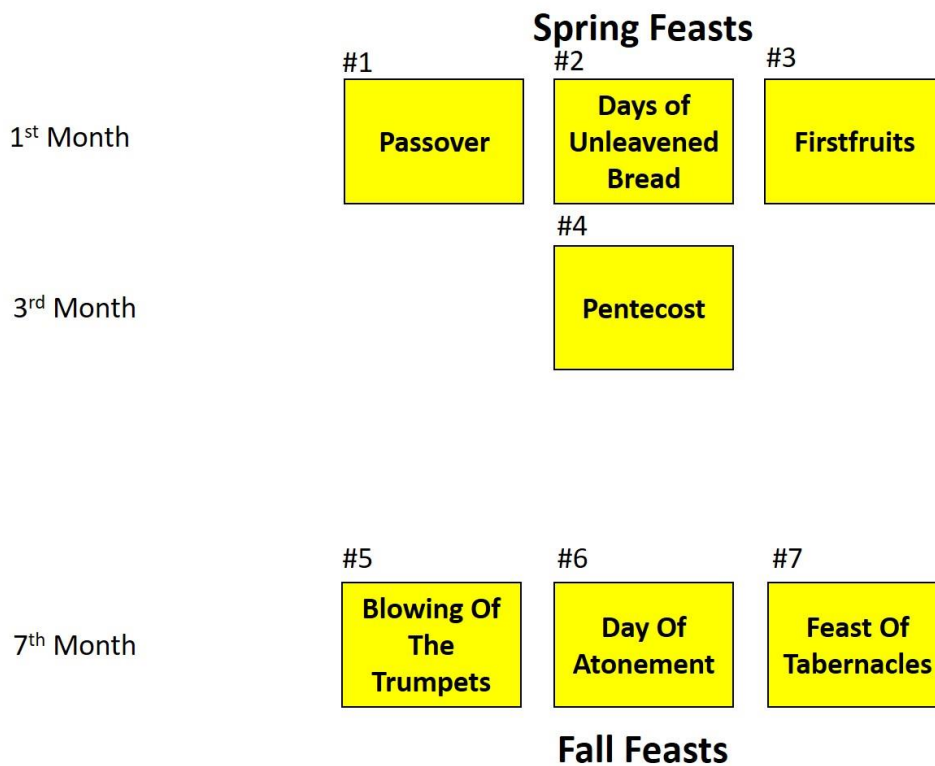 Spring Feasts
#1 #2 #3
1st Month
Passover
Days of
Unleavened
Bread
Firstfruits
#4
3rd Month
Pentecost
#5 #6 #7
7th Month
Blowing Of
The
Trumpets
Day Of
Atonement
Feast Of
Tabernacles
Fall Feasts